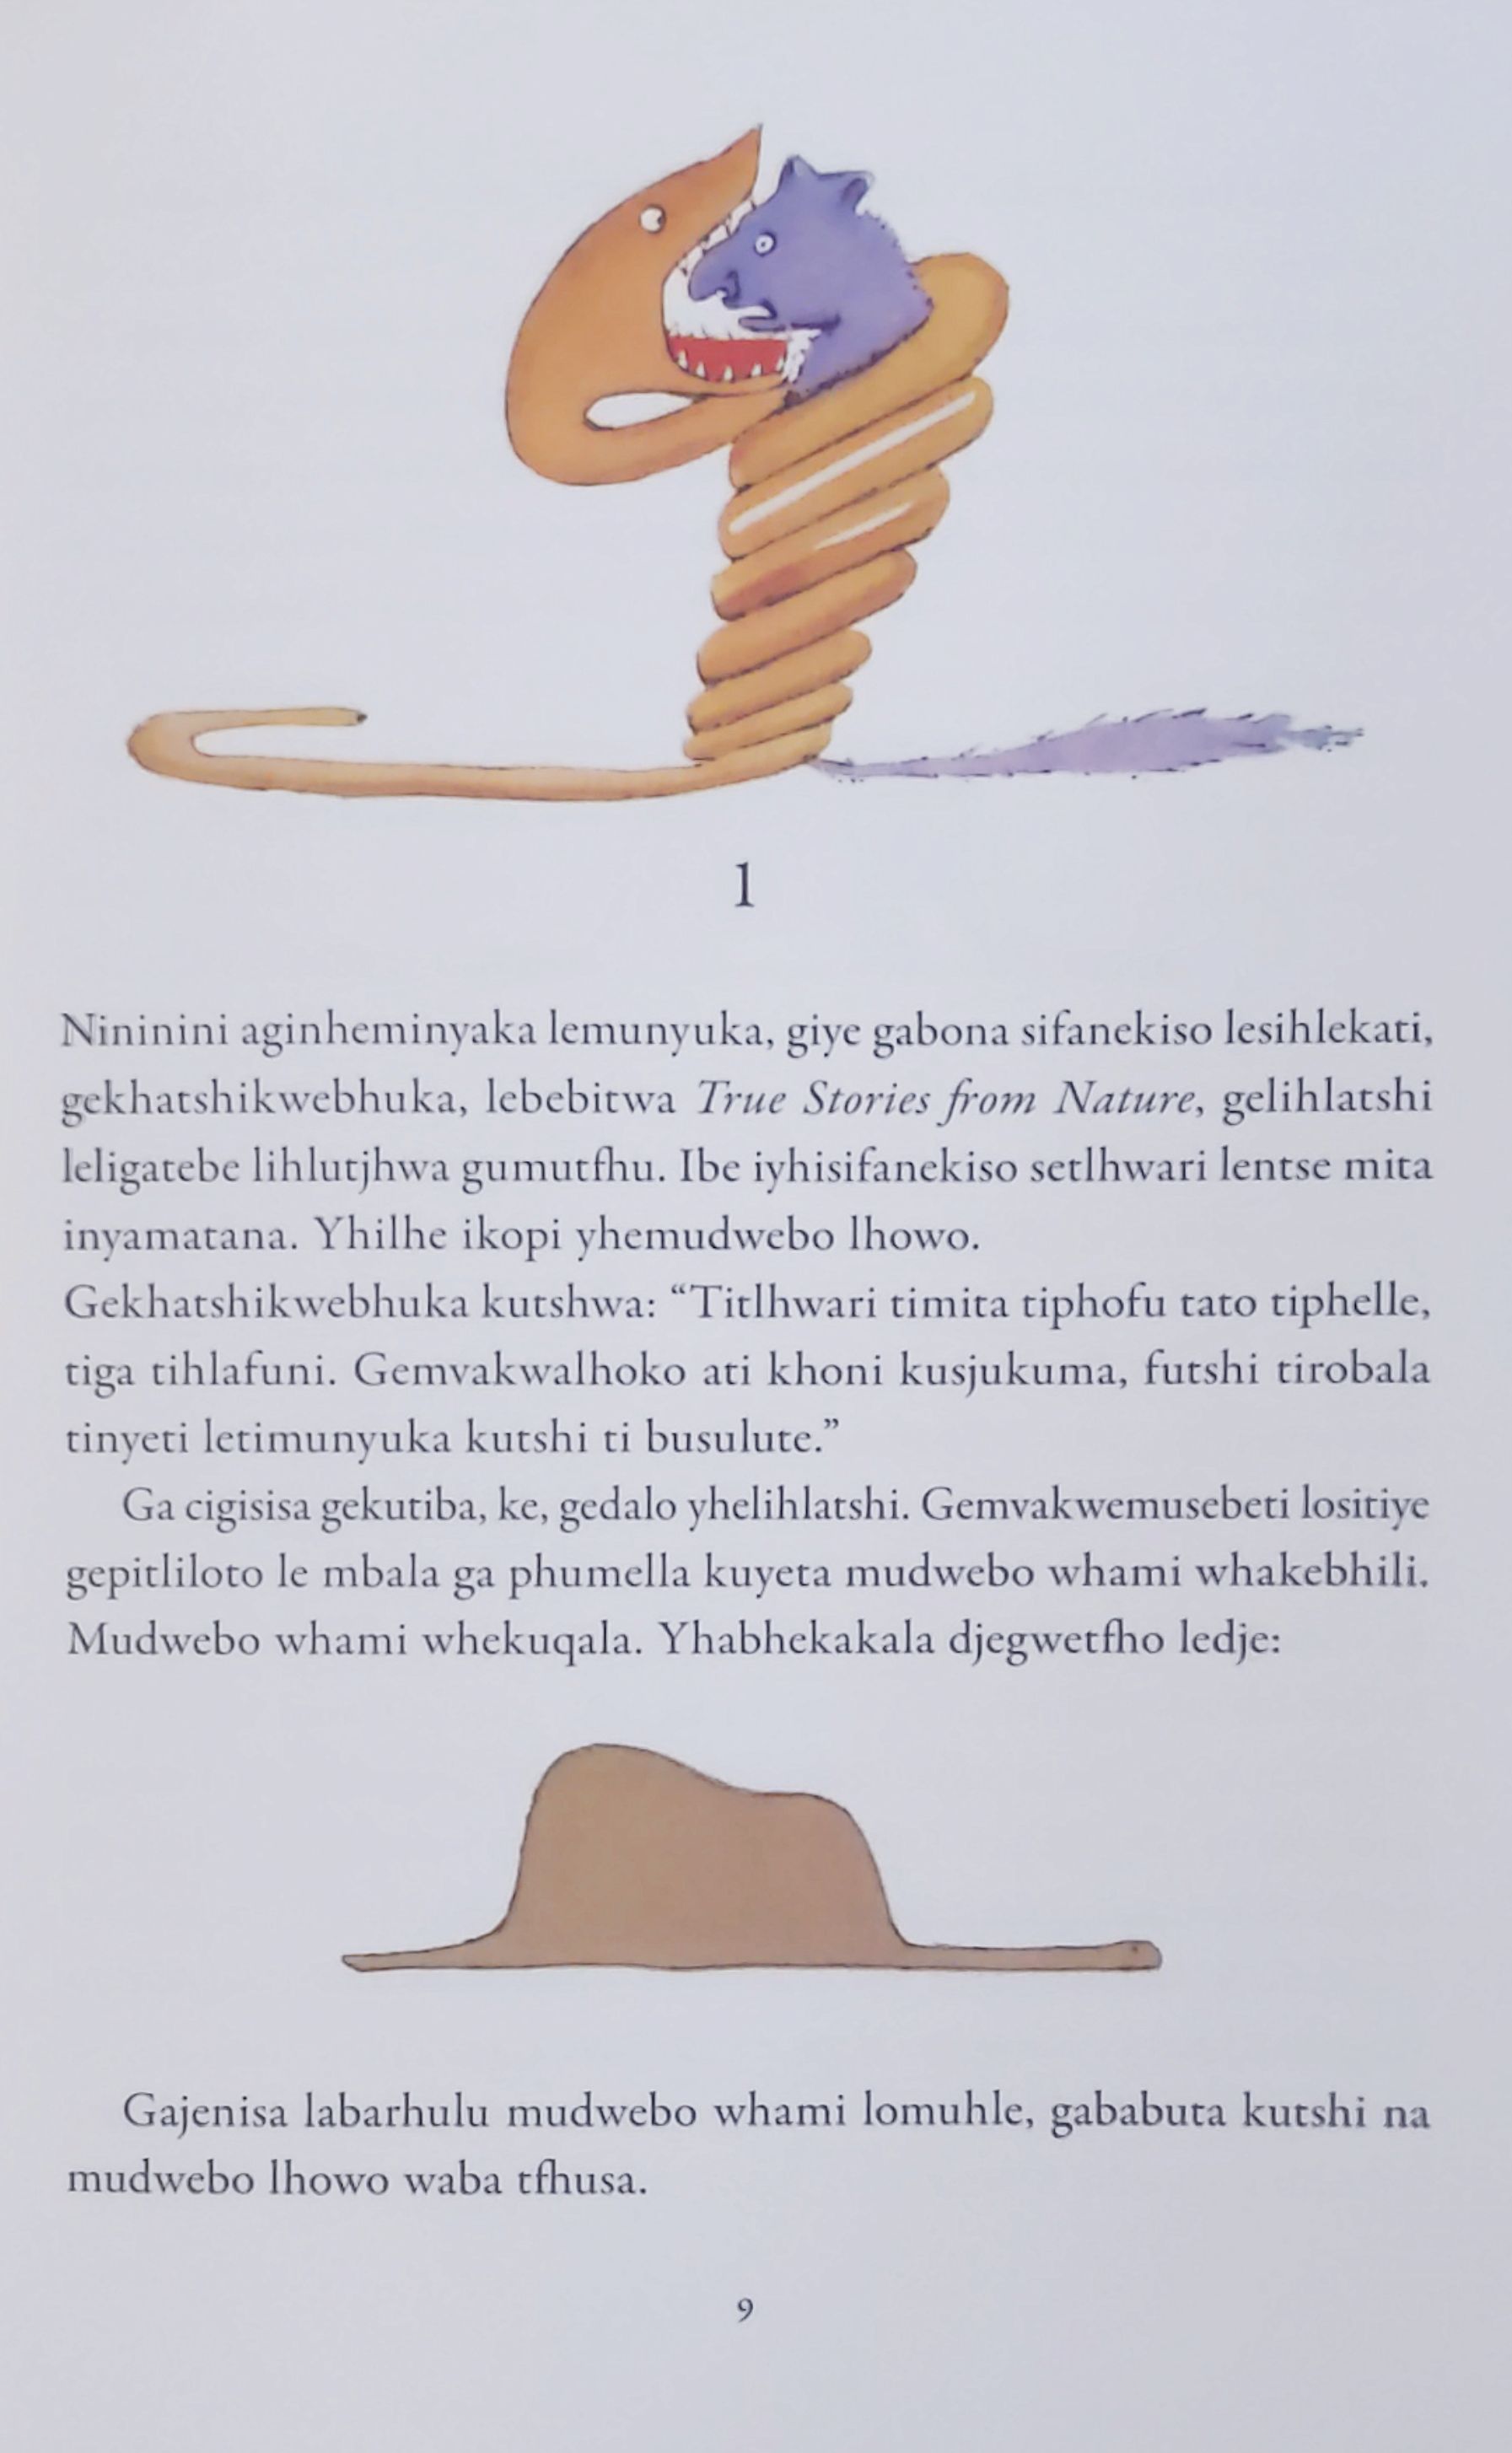 1
Nininini aginheminyaka lemunyuka, giye gabona sifanekiso lesihlekati,
gekhatshikwebhuka, lebebitwa True Stories from Nature, gelihlatshi
leligatebe lihlutjhwa gumutfhu. Ibe iyhisifanekiso setlhwari lentse mita
inyamatana. Yhilhe ikopi yhemudwebo lhowo.
Gekhatshikwebhuka kutshwa: “Titlhwari timita tiphofu tato tiphelle,
tiga tihlafuni. Gemvakwalhoko ati khoni kusjukuma, futshi tirobala
tinyeti letimunyuka kutshi ti busulute.”
Ga cigisisa gekutiba, ke, gedalo yhelihlatshi. Gemvakwemusebeti lositiye
gepitliloto le mbala ga phumella kuyeta mudwebo whami whakebhili.
Mudwebo whami whekuqala. Yhabhekakala djegwetfho ledje:
Gajenisa labarhulu mudwebo whami lomuhle, gababuta kutshi na
mudwebo lhowo waba tfhusa.
9